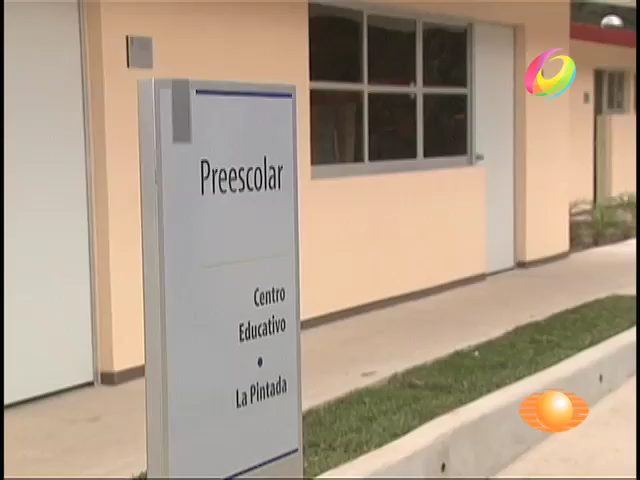 Preescolar
Centro
Educativo
•
La Pintada